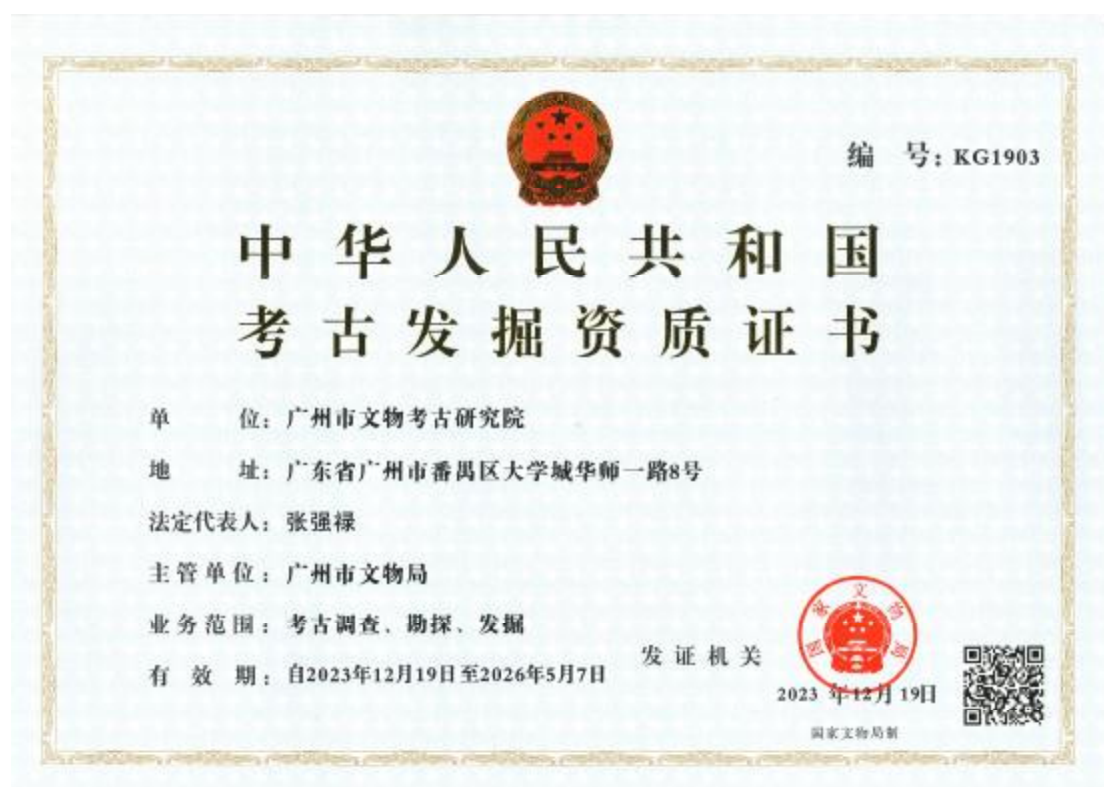 编 号：KG1903
中华人民共和国
考古发掘资质证书
单 位：广州市文物考古研究院
地 址：广东省广州市番禺区大学城华师一路8号
法定代表人：张强禄
主管单位：广州市文物局
业务范围：考古调查、勘探、发掘
有 效 期：自2023年12月19日至2026年5月7日
发证机关
国家文物局
2023 年 12 月 19日
国家文物局制